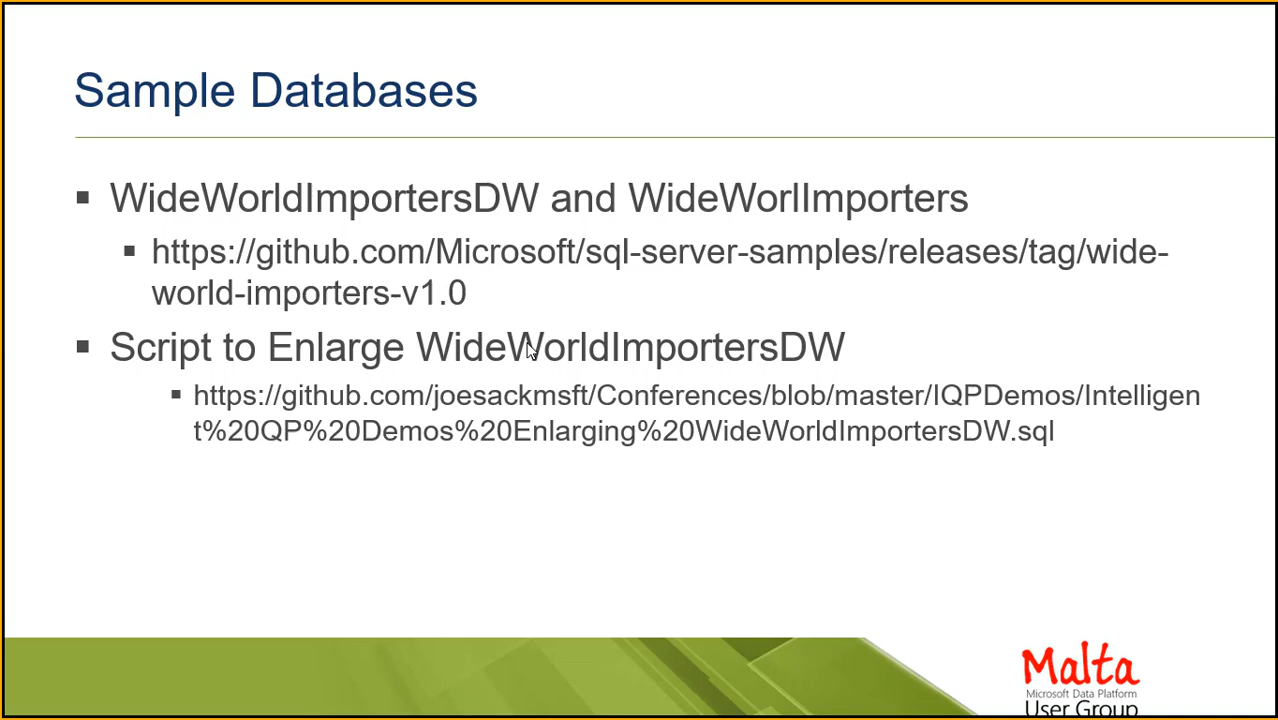 Sample Databases
WideWorldImportersDW and WideWorlImporters
https://github.com/Microsoft/sql-server-samples/releases/tag/wide-
world-importers-v1.0
Script to Enlarge WideWorldImportersDW
https://github.com/joesackmsft/Conferences/blob/master/IQPDemos/Intelligen
t%20QP%20Demos%20Enlarging%20WideWorldImportersDW.sql
Malta
Microsoft Data Platform
User Group